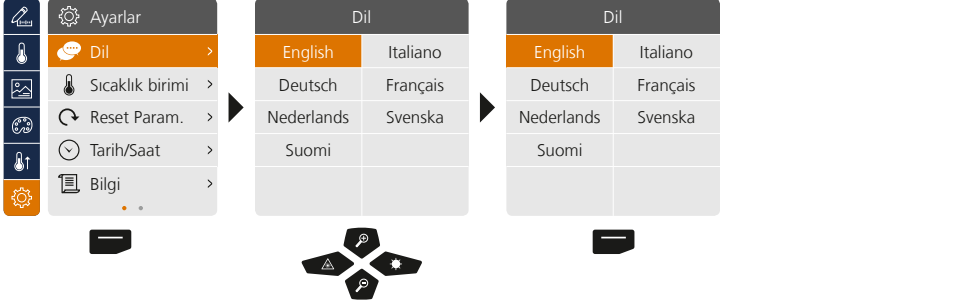 Ayarlar
Dil
Sıcaklık birimi
Reset Param.
Tarih/Saat
Bilgi
Dil
English Italiano
Deutsch Français
Nederlands Svenska
Suomi
Dil
English Italiano
Deutsch Français
Nederlands Svenska
Suomi